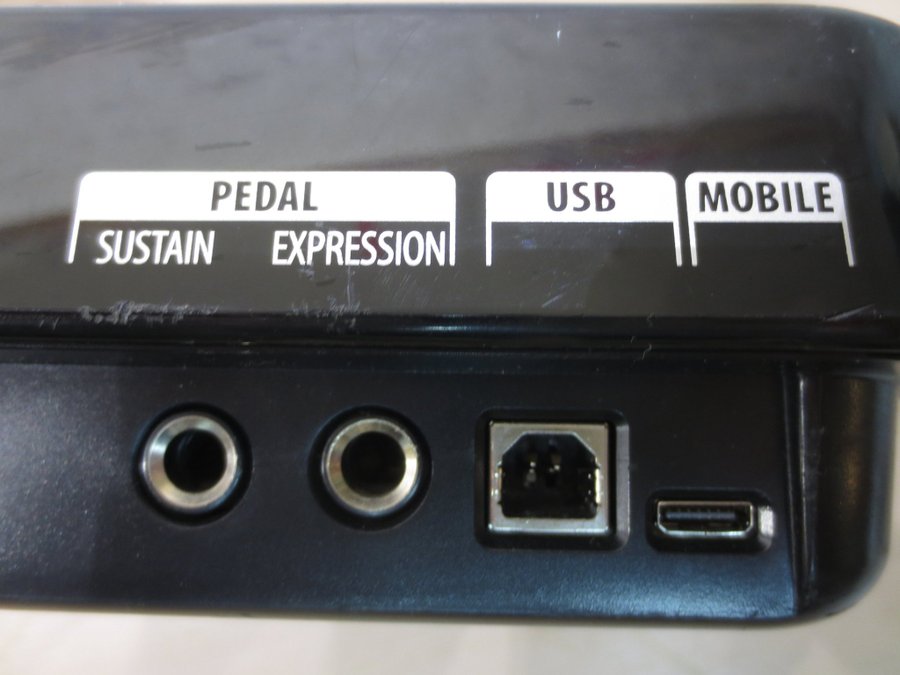 PEDAL
SUSTAIN EXPRESSION
USB
MOBILE